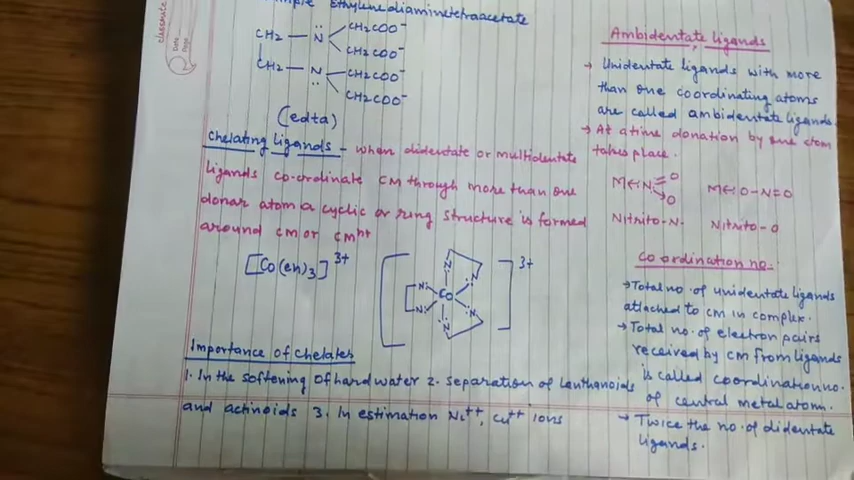 Ethylenediaminetetraacetate
CH₂ — N̈ CH₂COO⁻
CH₂COO⁻
CH₂ — N̤ CH₂COO⁻
CH₂COO⁻
(edta)
Chelating ligands - when didentate or multidentate
ligands co-ordinate CM through more than one
donar atom a cyclic or ring structure is formed
around CM or CMⁿ⁺
[Co(en)₃]³⁺
[Co N N N N N N]³⁺
Importance of chelates
1. In the softening of hard water 2. Separation of lanthanoids
and actinoids 3. In estimation Ni⁺⁺, Cu⁺⁺ ions
Ambidentate ligands
→ Unidentate ligands with more
than one coordinating atoms
are called ambidentate ligands.
→ At a time donation by one atom
takes place.
M←:N =O →O M←:O-N=O
Nitrito-N- Nitrito-O
Coordination no.
→ Total no. of unidentate ligands
attached to CM in complex.
→ Total no. of electron pairs
received by CM from ligands
is called coordination no.
of central metal atom.
→ Twice the no. of didentate
ligands.